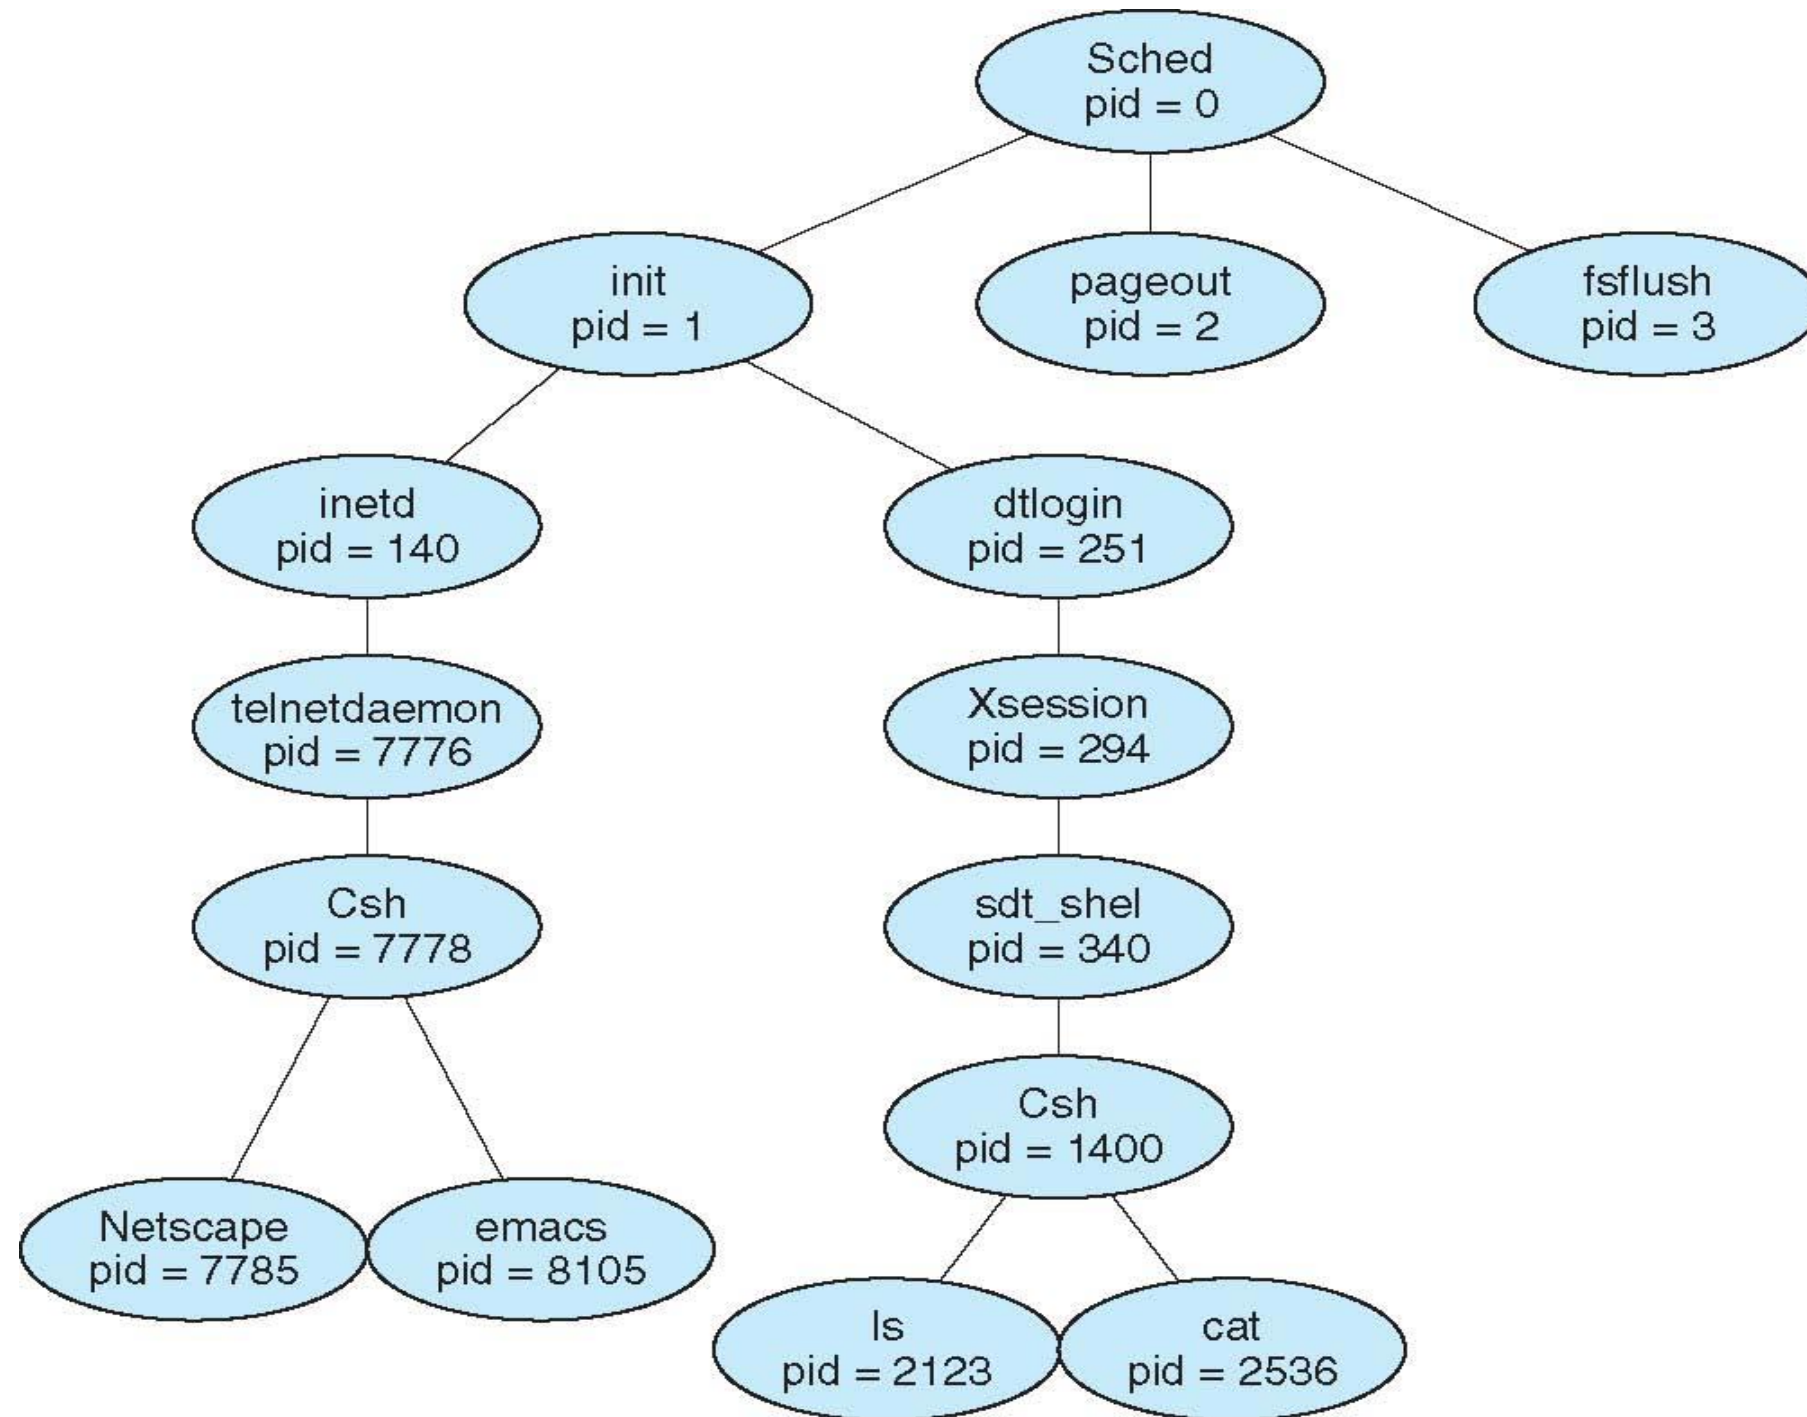 Sched
pid = 0
init
pid = 1
pageout
pid = 2
fsflush
pid = 3
inetd
pid = 140
dtlogin
pid = 251
telnetdaemon
pid = 7776
Xsession
pid = 294
Csh
pid = 7778
sdt_shel
pid = 340
Csh
pid = 1400
Netscape
pid = 7785
emacs
pid = 8105
ls
pid = 2123
cat
pid = 2536